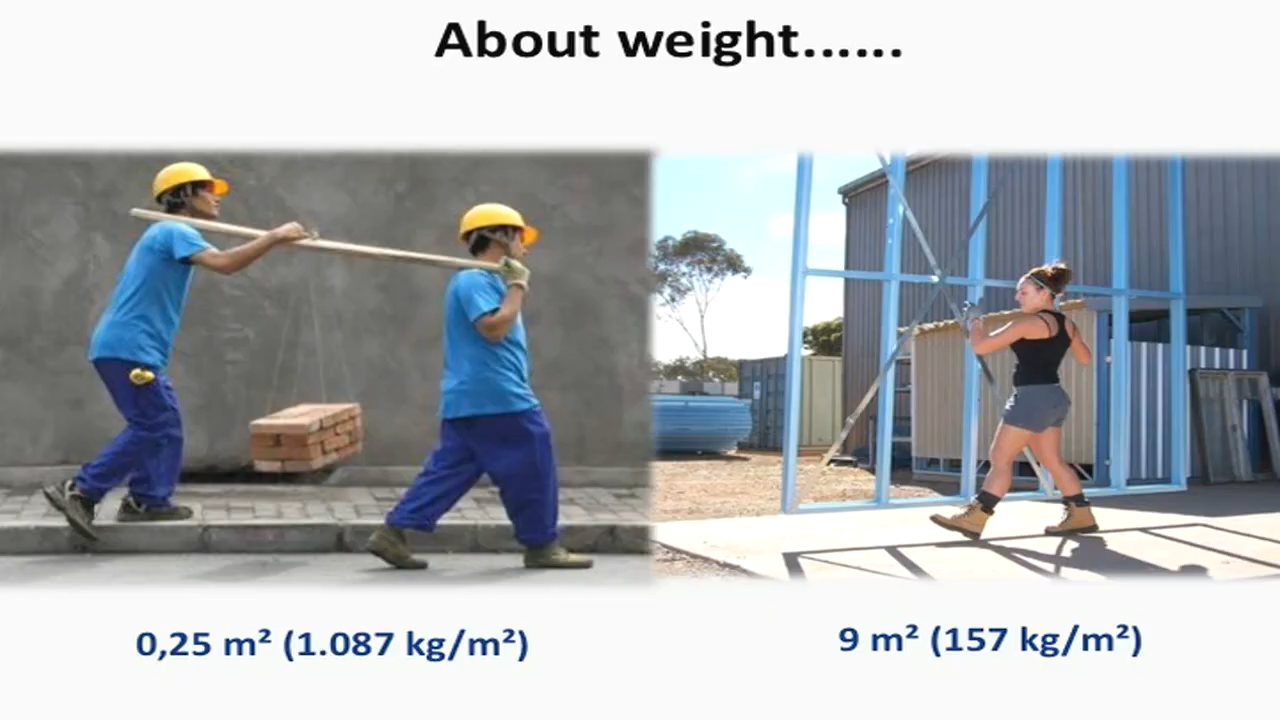 About weight......
0,25 m² (1.087 kg/m²)
9 m² (157 kg/m²)